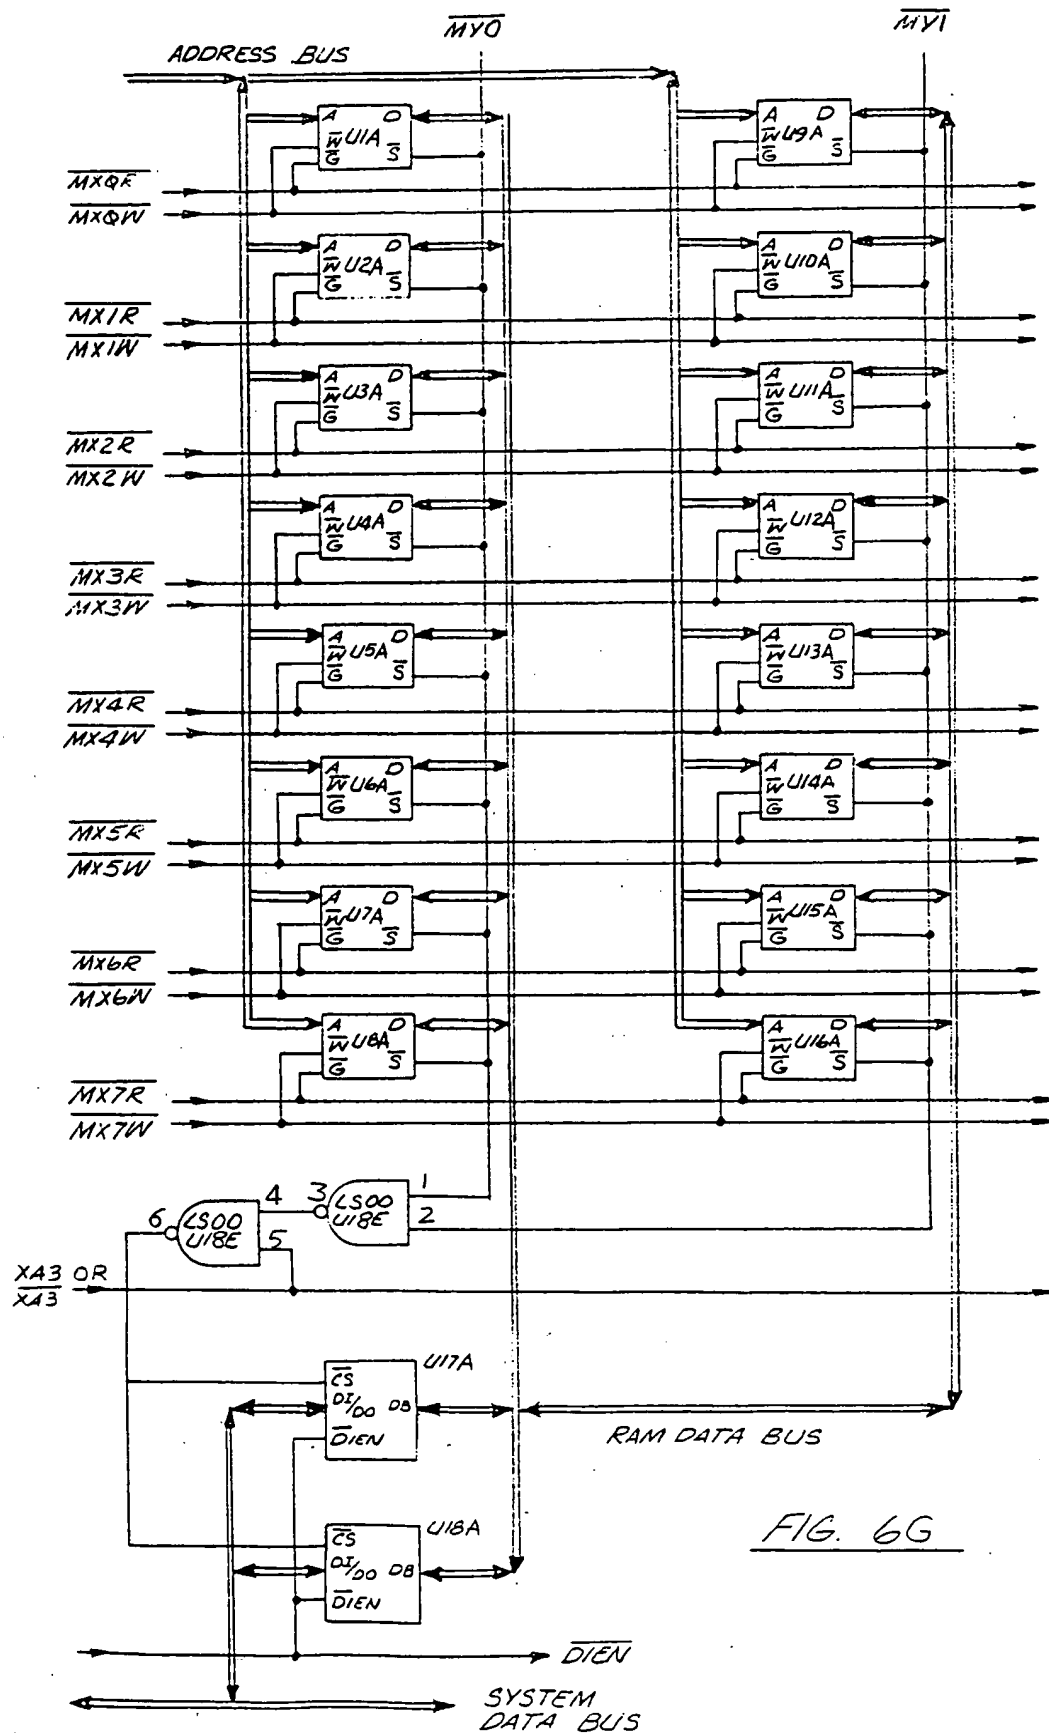 MY0 MY1
ADDRESS BUS
A D W U1A G S
A D W U9A G S
MX0R
MX0W
A D W U2A G S
A D W U10A G S
MX1R
MX1W
A D W U3A G S
A D W U11A G S
MX2R
MX2W
A D W U4A G S
A D W U12A G S
MX3R
MX3W
A D W U5A G S
A D W U13A G S
MX4R
MX4W
A D W U6A G S
A D W U14A G S
MX5R
MX5W
A D W U7A G S
A D W U15A G S
MX6R
MX6W
A D W U8A G S
A D W U16A G S
MX7R
MX7W
6 LS00 U18E 4 5
3 LS00 U18E 1 2
XA3 OR
XA3
U17A
CS
DI/DO DB
DIEN
RAM DATA BUS
U18A
CS
DI/DO DB
DIEN
FIG. 6G
DIEN
SYSTEM
DATA BUS